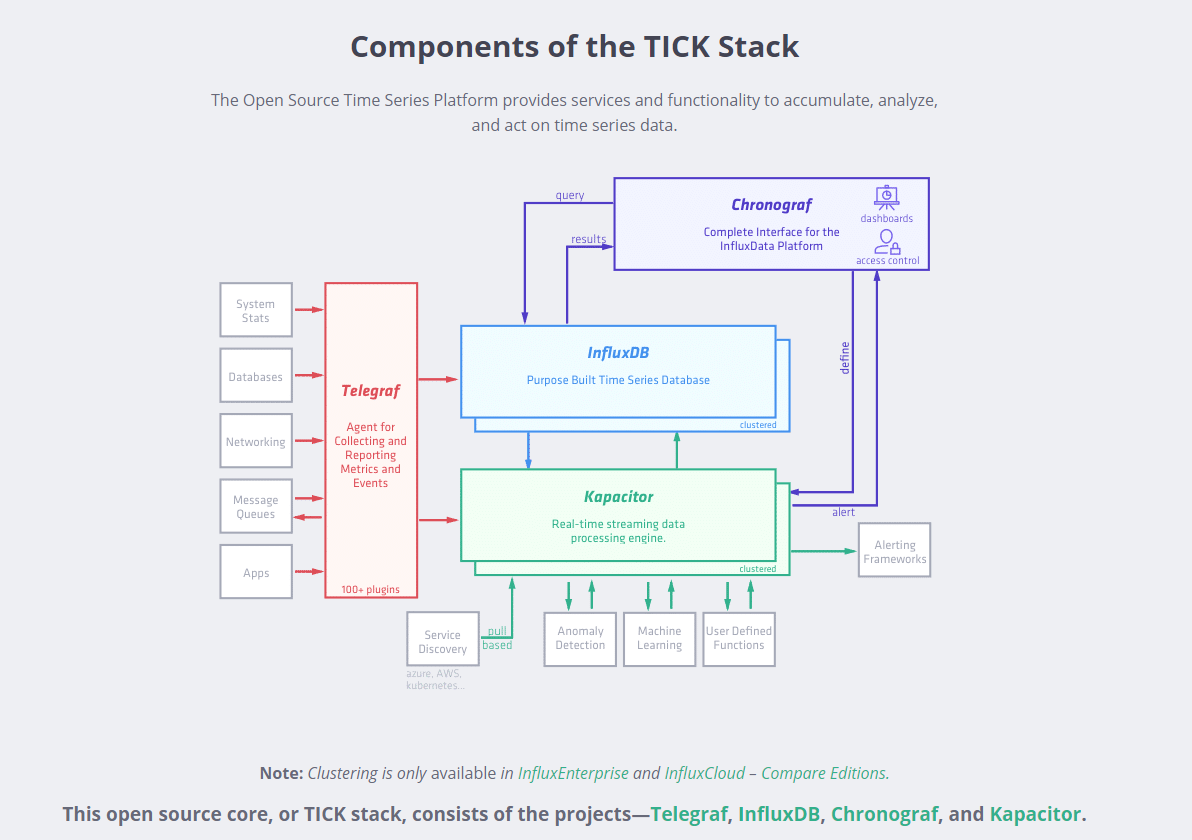 Components of the TICK Stack
The Open Source Time Series Platform provides services and functionality to accumulate, analyze,
and act on time series data.
query
results
Chronograf
Complete Interface for the
InfluxData Platform
dashboards
access control
System
Stats
Databases
Networking
Message
Queues
Apps
Telegraf
Agent for
Collecting and
Reporting
Metrics and
Events
100+ plugins
InfluxDB
Purpose Built Time Series Database
clustered
define
Kapacitor
Real-time streaming data
processing engine.
clustered
alert
Alerting
Frameworks
Service
Discovery
pull
based
azure, AWS,
kubernetes...
Anomaly
Detection
Machine
Learning
User Defined
Functions
Note: Clustering is only available in InfluxEnterprise and InfluxCloud – Compare Editions.
This open source core, or TICK stack, consists of the projects—Telegraf, InfluxDB, Chronograf, and Kapacitor.